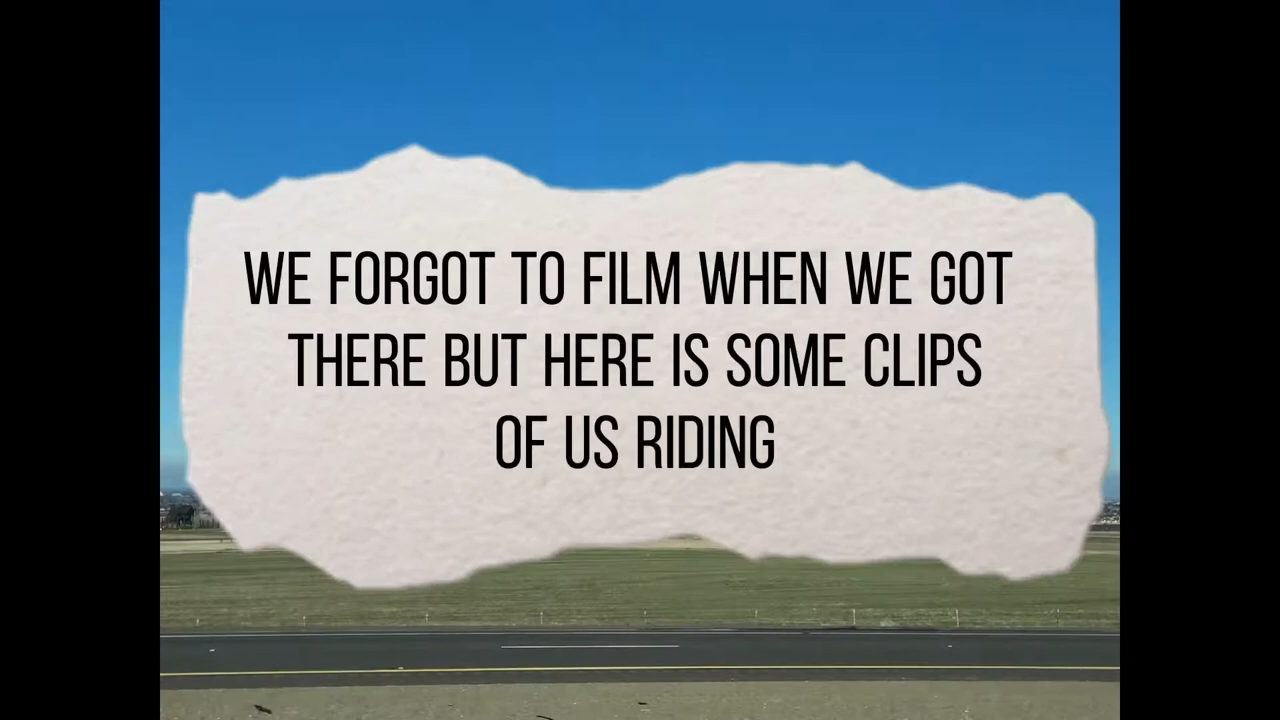 WE FORGOT TO FILM WHEN WE GOT
THERE BUT HERE IS SOME CLIPS
OF US RIDING